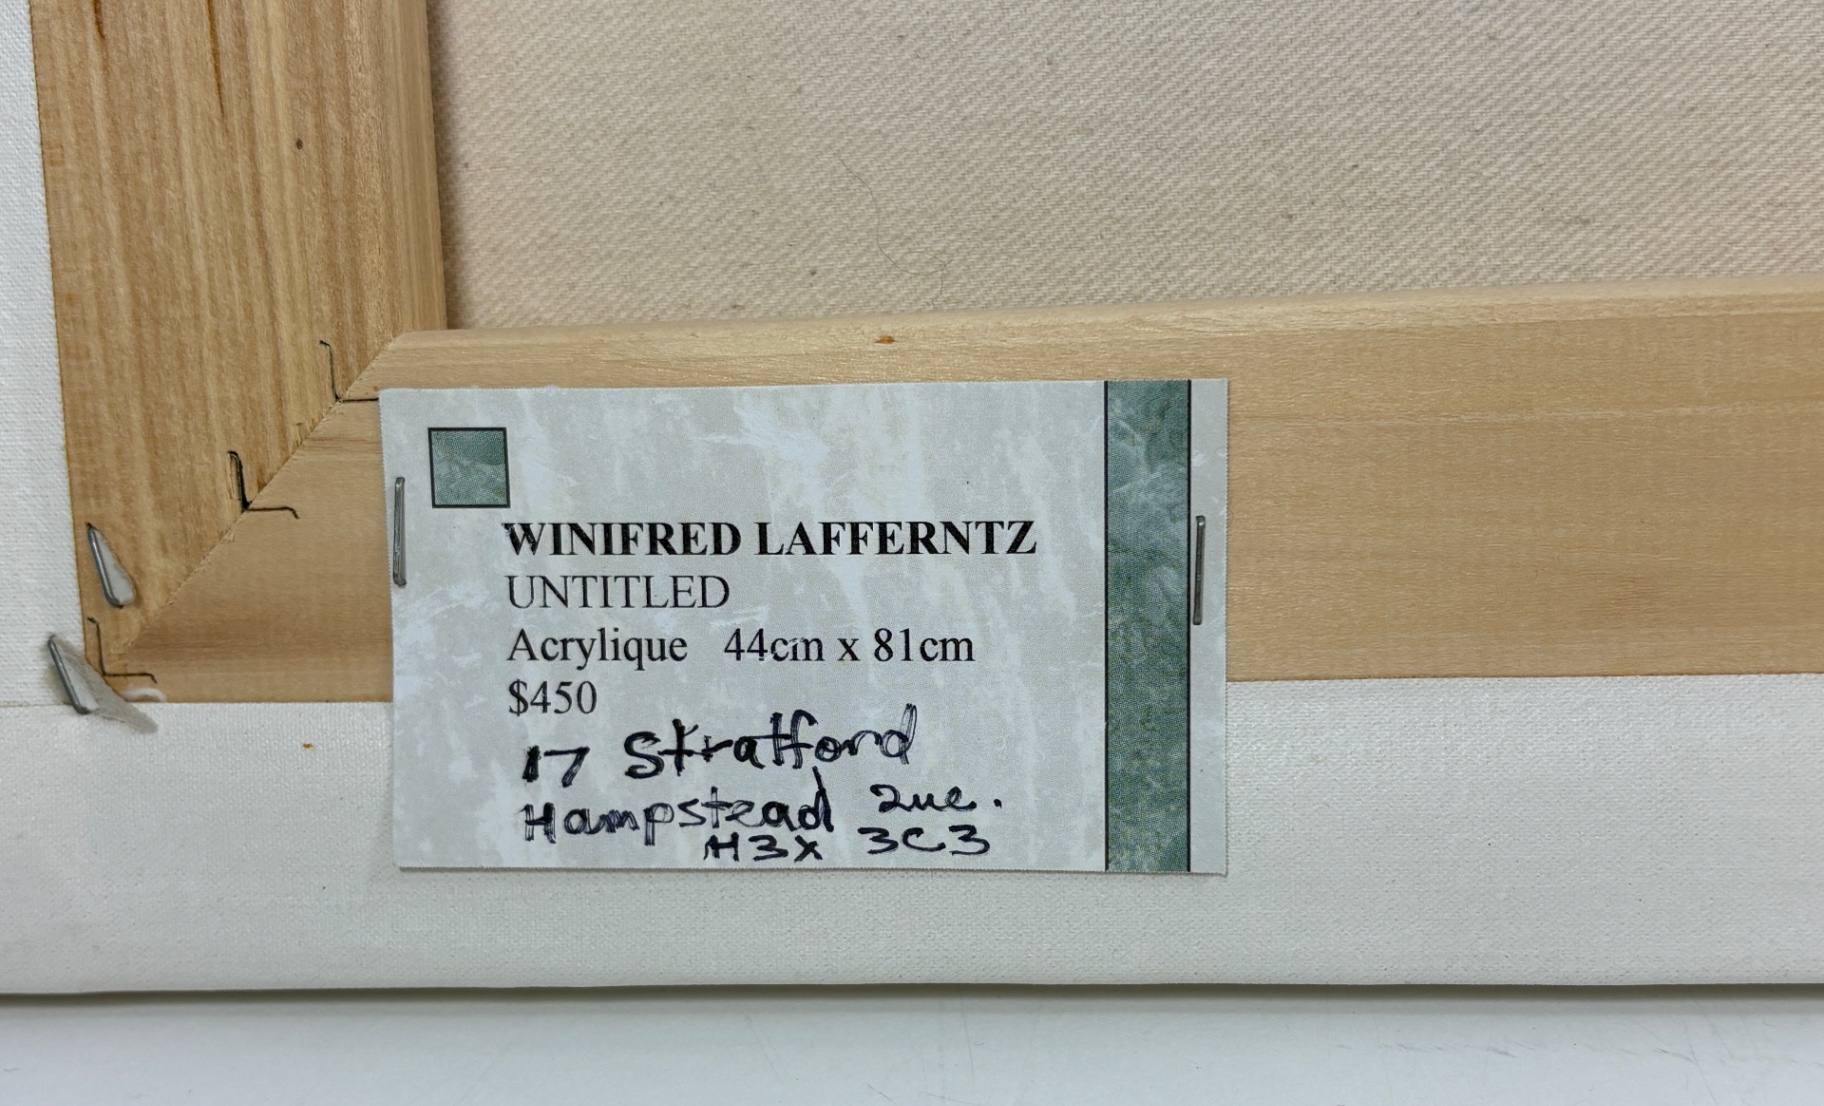 WINIFRED LAFFERNTZ
UNTITLED
Acrylique 44cm x 81cm
$450
17 Stratford
Hampstead Que.
H3X 3C3